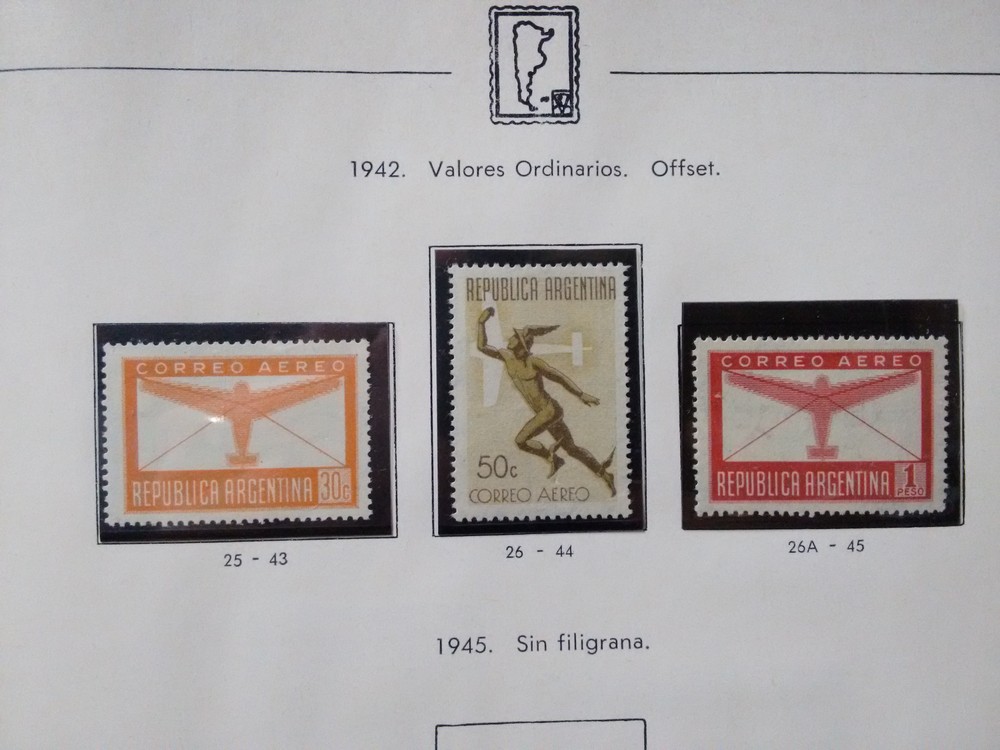 1942. Valores Ordinarios. Offset.
CORREO AEREO
REPUBLICA ARGENTINA 30c
REPUBLICA ARGENTINA
50c
CORREO AEREO
CORREO AEREO
REPUBLICA ARGENTINA 1 PESO
25 - 43
26 - 44
26A - 45
1945. Sin filigrana.